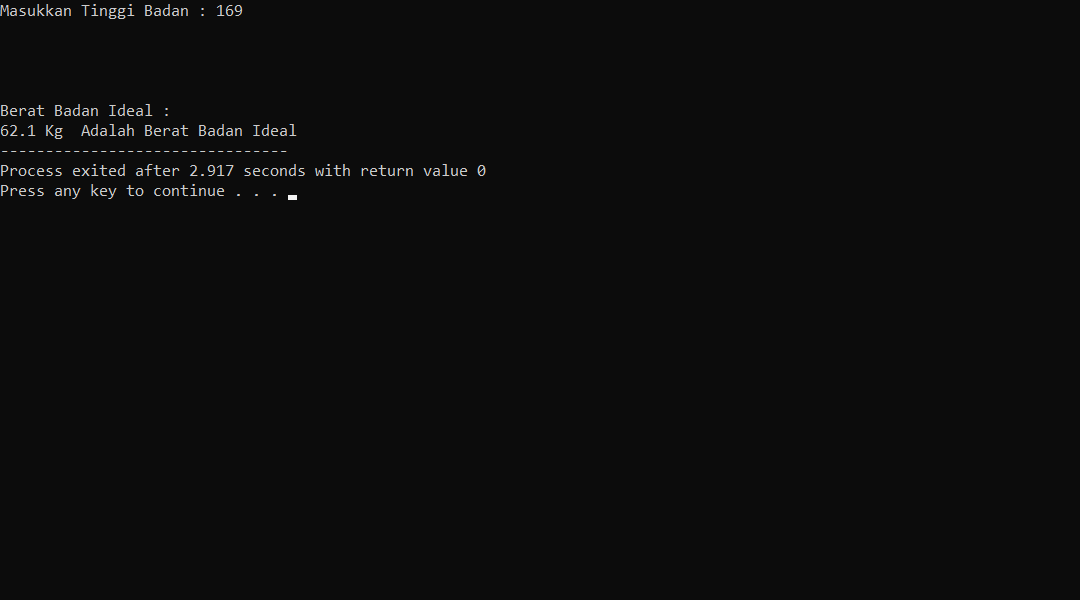 Masukkan Tinggi Badan : 169
Berat Badan Ideal :
62.1 Kg  Adalah Berat Badan Ideal
--------------------------------
Process exited after 2.917 seconds with return value 0
Press any key to continue . . .